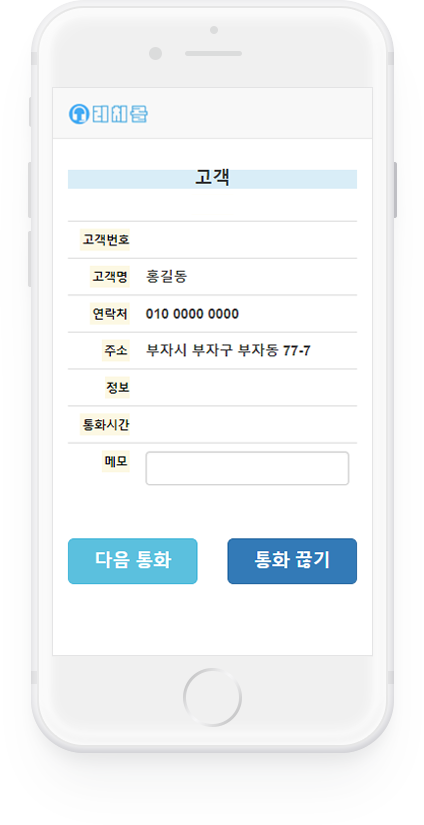 리치콜
고객
고객번호
고객명 홍길동
연락처 010 0000 0000
주소 부자시 부자구 부자동 77-7
정보
통화시간
메모
다음 통화 통화 끊기